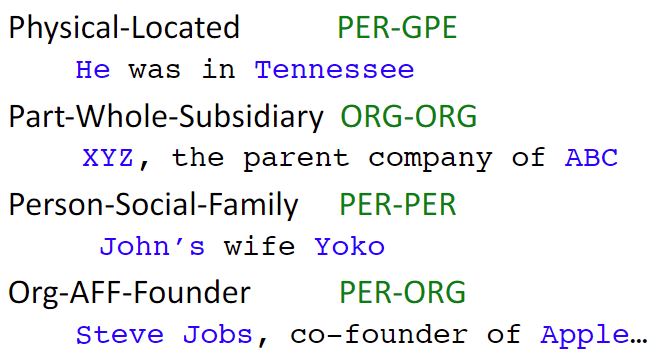 Physical-Located PER-GPE
He was in Tennessee
Part-Whole-Subsidiary ORG-ORG
XYZ, the parent company of ABC
Person-Social-Family PER-PER
John’s wife Yoko
Org-AFF-Founder PER-ORG
Steve Jobs, co-founder of Apple…